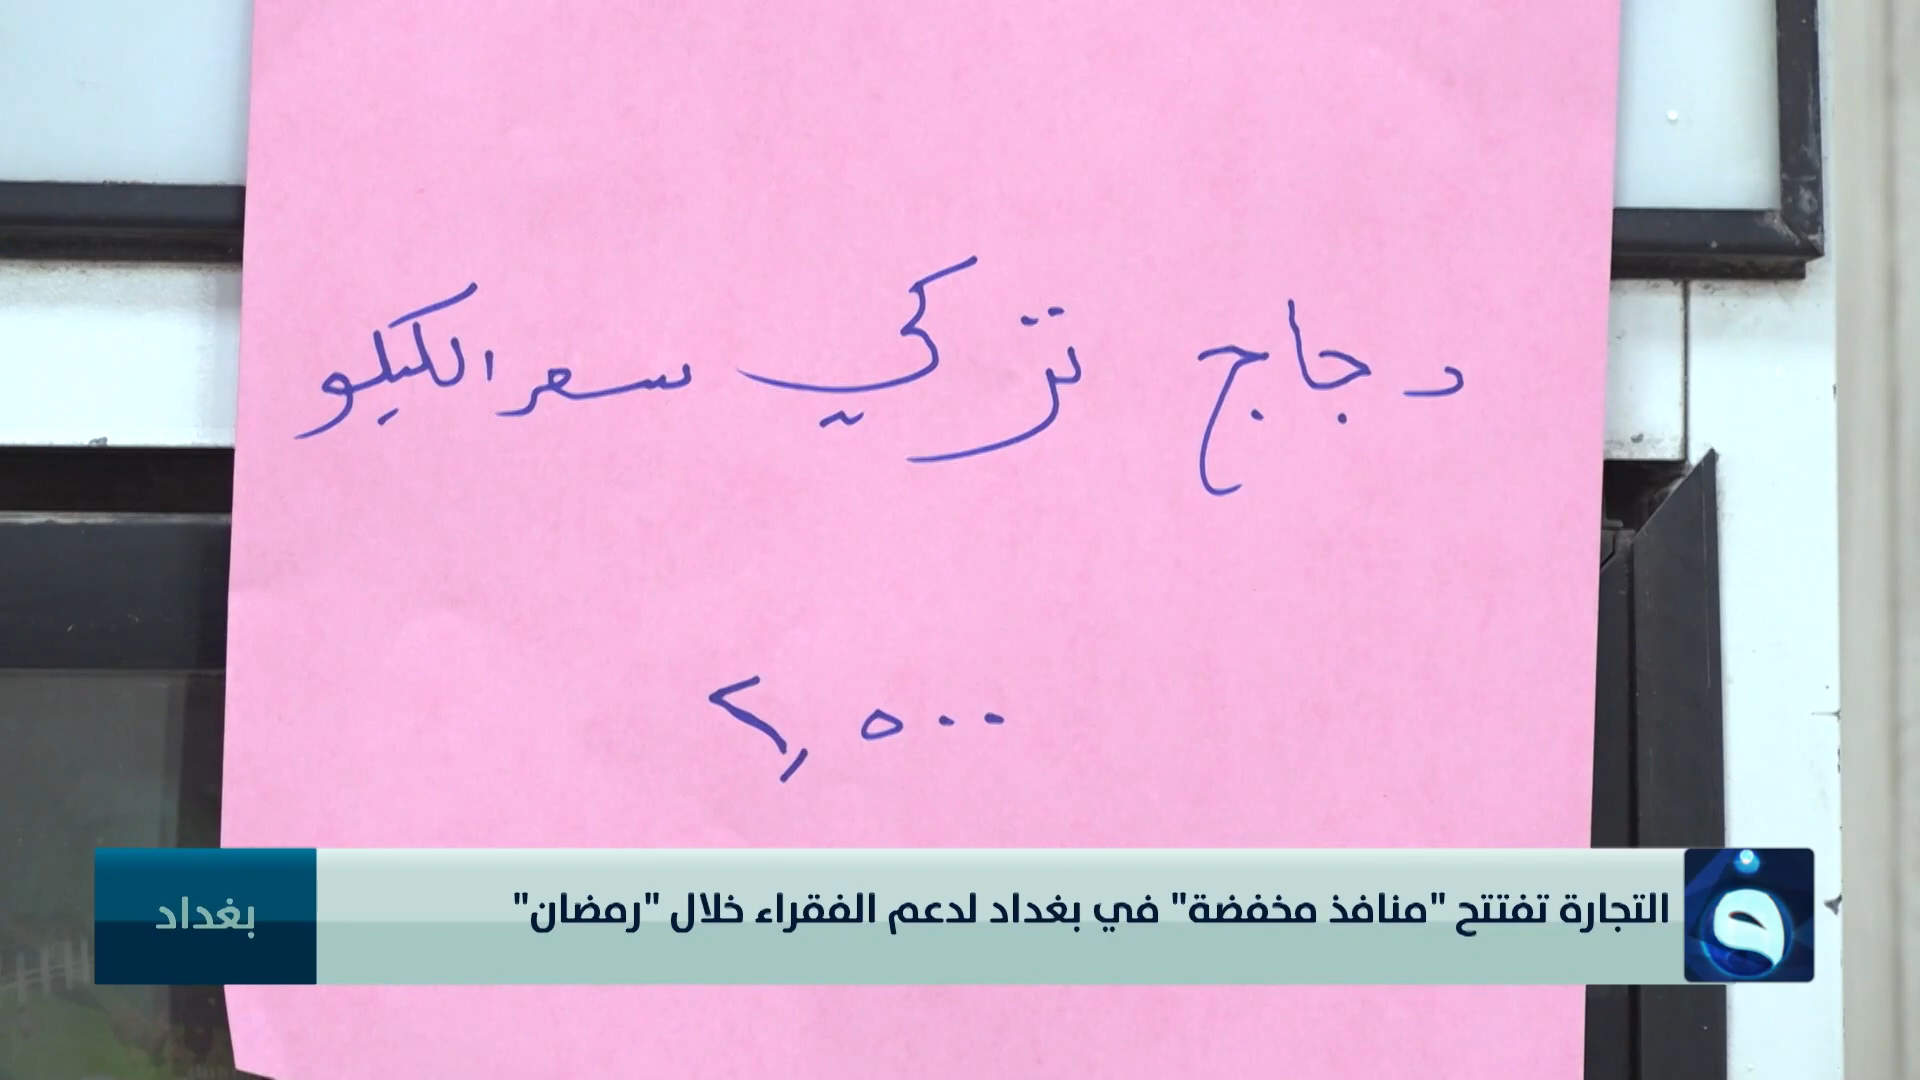 دجاج تركي سعر الكيلو
٢,٥٠٠
التجارة تفتتح "منافذ مخفضة" في بغداد لدعم الفقراء خلال "رمضان"
بغداد